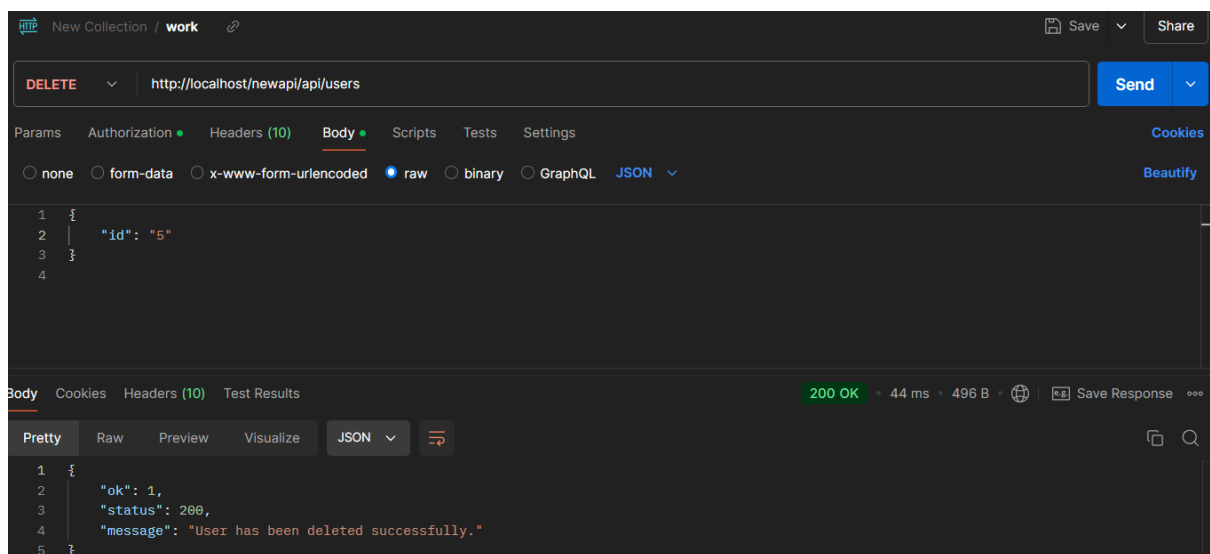 HTTP New Collection / work Save Share
DELETE http://localhost/newapi/api/users Send
Params Authorization Headers (10) Body Scripts Tests Settings Cookies
none form-data x-www-form-urlencoded raw binary GraphQL JSON Beautify
1 {
2 "id": "5"
3 }
4
Body Cookies Headers (10) Test Results 200 OK 44 ms 496 B e.g. Save Response
Pretty Raw Preview Visualize JSON
1 {
2 "ok": 1,
3 "status": 200,
4 "message": "User has been deleted successfully."
5 }